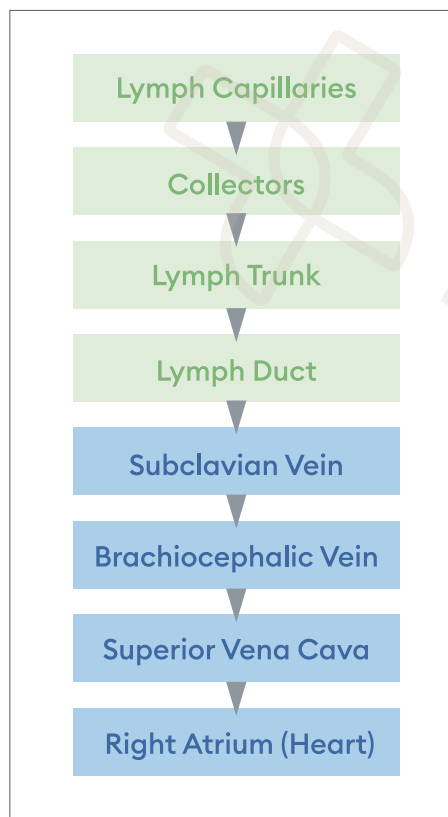 Lymph Capillaries
Collectors
Lymph Trunk
Lymph Duct
Subclavian Vein
Brachiocephalic Vein
Superior Vena Cava
Right Atrium (Heart)